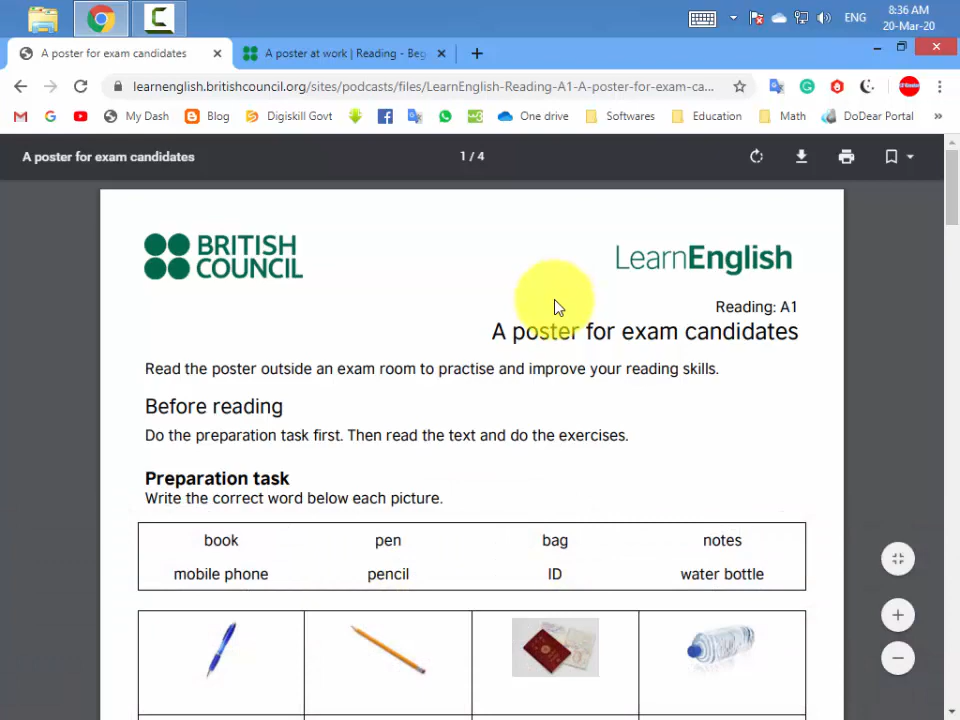 8:36 AM
ENG
20-Mar-20
A poster for exam candidates
A poster at work | Reading - Beg
learnenglish.britishcouncil.org/sites/podcasts/files/LearnEnglish-Reading-A1-A-poster-for-exam-ca...
My Dash
Blog
Digiskill Govt
One drive
Softwares
Education
Math
DoDear Portal
»
A poster for exam candidates
1 / 4
BRITISH
COUNCIL
LearnEnglish
Reading: A1
A poster for exam candidates
Read the poster outside an exam room to practise and improve your reading skills.
Before reading
Do the preparation task first. Then read the text and do the exercises.
Preparation task
Write the correct word below each picture.
book pen bag notes
mobile phone pencil ID water bottle